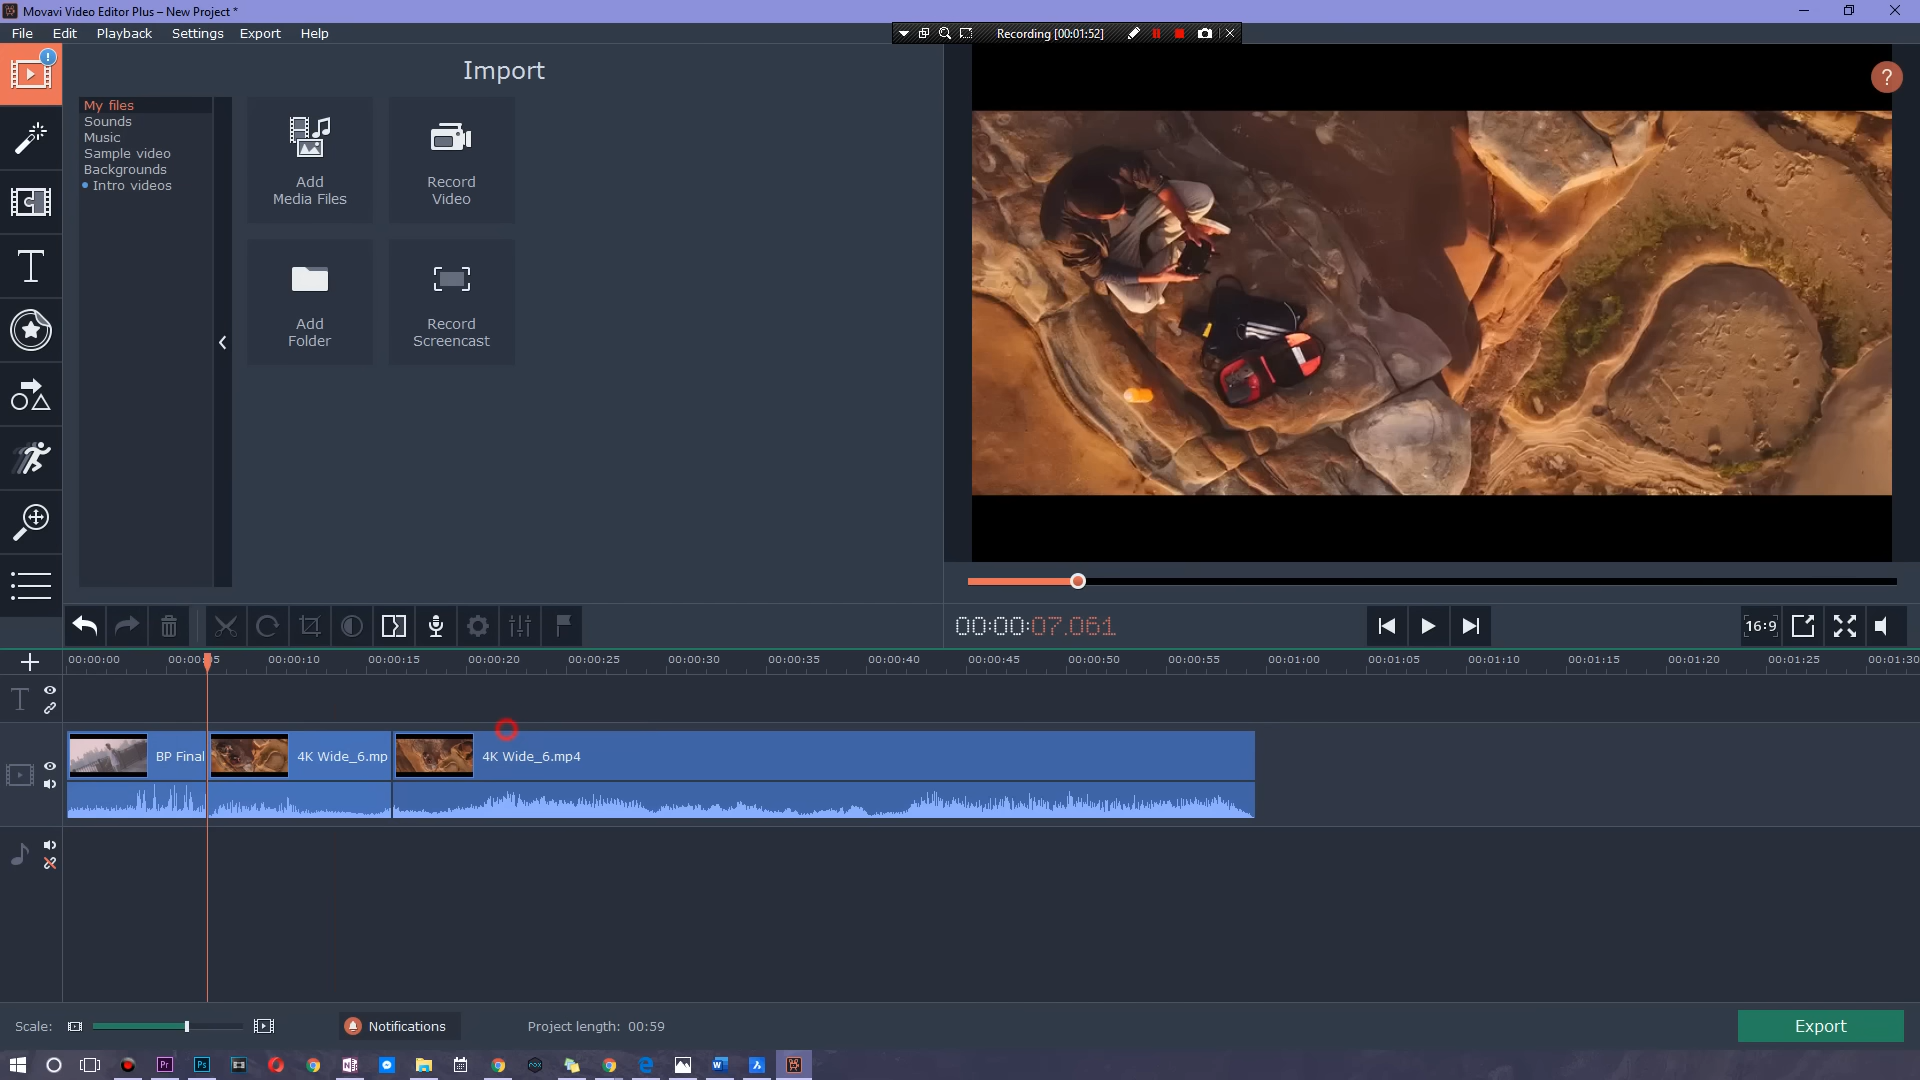 Movavi Video Editor Plus – New Project *
File Edit Playback Settings Export Help
Recording [00:01:52]
Import
?
My files
Sounds
Music
Sample video
Backgrounds
Intro videos
Add
Media Files
Record
Video
Add
Folder
Record
Screencast
00:00:07.061
16:9
00:00:00 00:00:05 00:00:10 00:00:15 00:00:20 00:00:25 00:00:30 00:00:35 00:00:40 00:00:45 00:00:50 00:00:55 00:01:00 00:01:05 00:01:10 00:01:15 00:01:20 00:01:25 00:01:30
T
BP Final 4K Wide_6.mp 4K Wide_6.mp4
Scale: Notifications Project length: 00:59 Export
Pr Ps